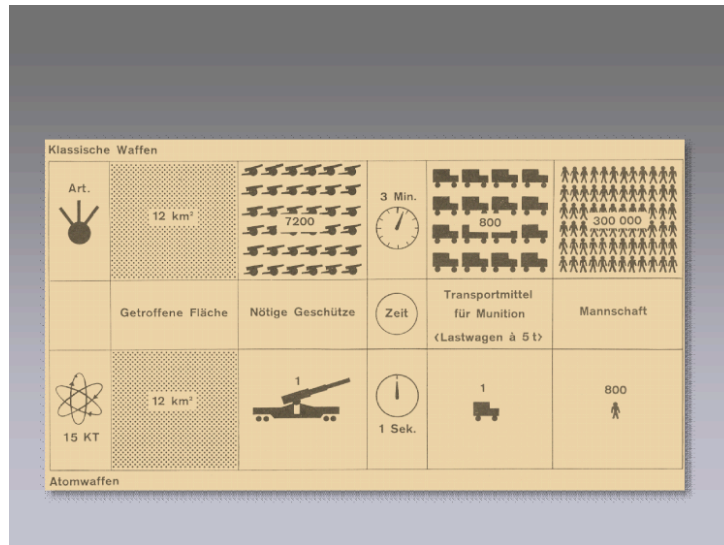 Klassische Waffen
Art.
12 km²
7200
3 Min.
800
300 000
Getroffene Fläche
Nötige Geschütze
Zeit
Transportmittel
für Munition
(Lastwagen à 5 t)
Mannschaft
15 KT
12 km²
1
1 Sek.
1
800
Atomwaffen